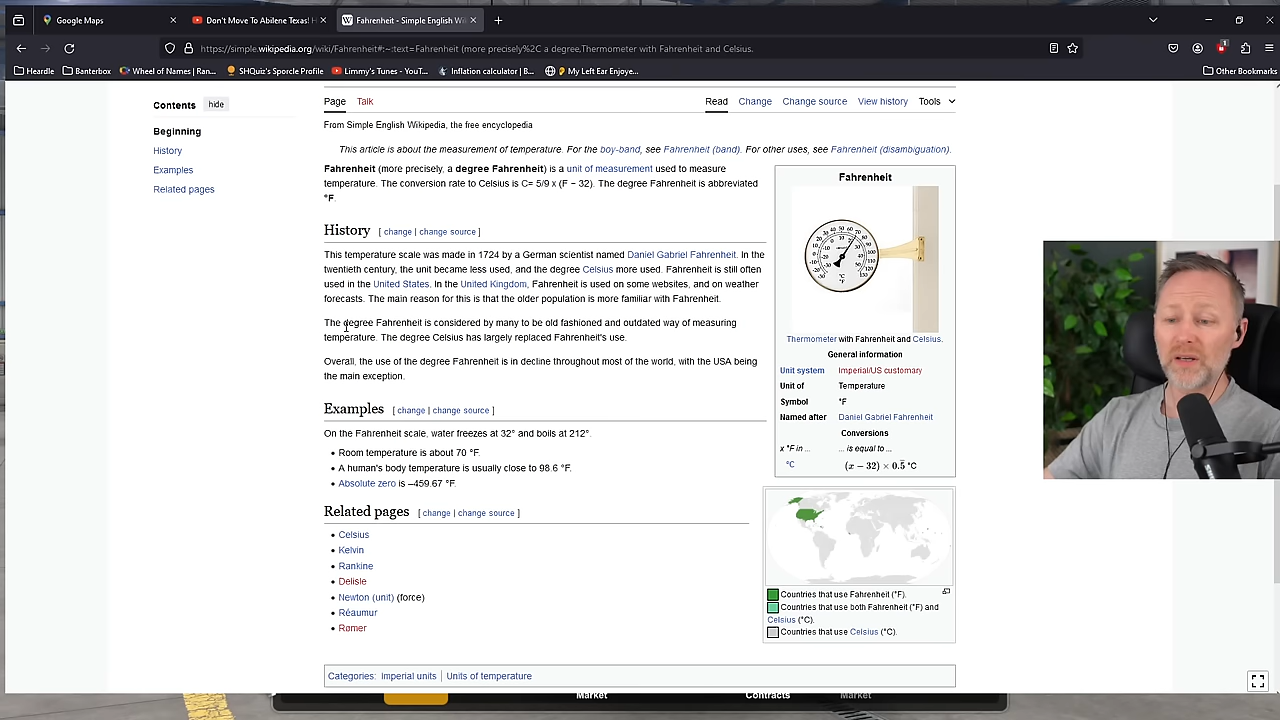 Google Maps
Don't Move To Abilene Texas! H
Fahrenheit - Simple English Wi
https://simple.wikipedia.org/wiki/Fahrenheit#:~:text=Fahrenheit (more precisely%2C a degree,Thermometer with Fahrenheit and Celsius.
1
Heardle
Banterbox
Wheel of Names | Ran...
SHQuiz's Sporcle Profile
Limmy's Tunes - YouT...
Inflation calculator | B...
My Left Ear Enjoye...
Other Bookmarks
Contents hide
Beginning
History
Examples
Related pages
Page Talk
Read Change Change source View history Tools
From Simple English Wikipedia, the free encyclopedia
This article is about the measurement of temperature. For the boy-band, see Fahrenheit (band). For other uses, see Fahrenheit (disambiguation).
Fahrenheit (more precisely, a degree Fahrenheit) is a unit of measurement used to measure
temperature. The conversion rate to Celsius is C= 5/9 x (F − 32). The degree Fahrenheit is abbreviated
°F.
History [ change | change source ]
This temperature scale was made in 1724 by a German scientist named Daniel Gabriel Fahrenheit. In the
twentieth century, the unit became less used, and the degree Celsius more used. Fahrenheit is still often
used in the United States. In the United Kingdom, Fahrenheit is used on some websites, and on weather
forecasts. The main reason for this is that the older population is more familiar with Fahrenheit.
The degree Fahrenheit is considered by many to be old fashioned and outdated way of measuring
temperature. The degree Celsius has largely replaced Fahrenheit's use.
Overall, the use of the degree Fahrenheit is in decline throughout most of the world, with the USA being
the main exception.
Examples [ change | change source ]
On the Fahrenheit scale, water freezes at 32° and boils at 212°.
• Room temperature is about 70 °F.
• A human's body temperature is usually close to 98.6 °F.
• Absolute zero is –459.67 °F.
Related pages [ change | change source ]
• Celsius
• Kelvin
• Rankine
• Delisle
• Newton (unit) (force)
• Réaumur
• Rømer
Fahrenheit
Thermometer with Fahrenheit and Celsius.
General information
Unit system Imperial/US customary
Unit of Temperature
Symbol °F
Named after Daniel Gabriel Fahrenheit
Conversions
x °F in ... ... is equal to ...
°C (x − 32) × 0.5̅ °C
Countries that use Fahrenheit (°F).
Countries that use both Fahrenheit (°F) and
Celsius (°C).
Countries that use Celsius (°C).
Categories: Imperial units | Units of temperature
Market Contracts Market